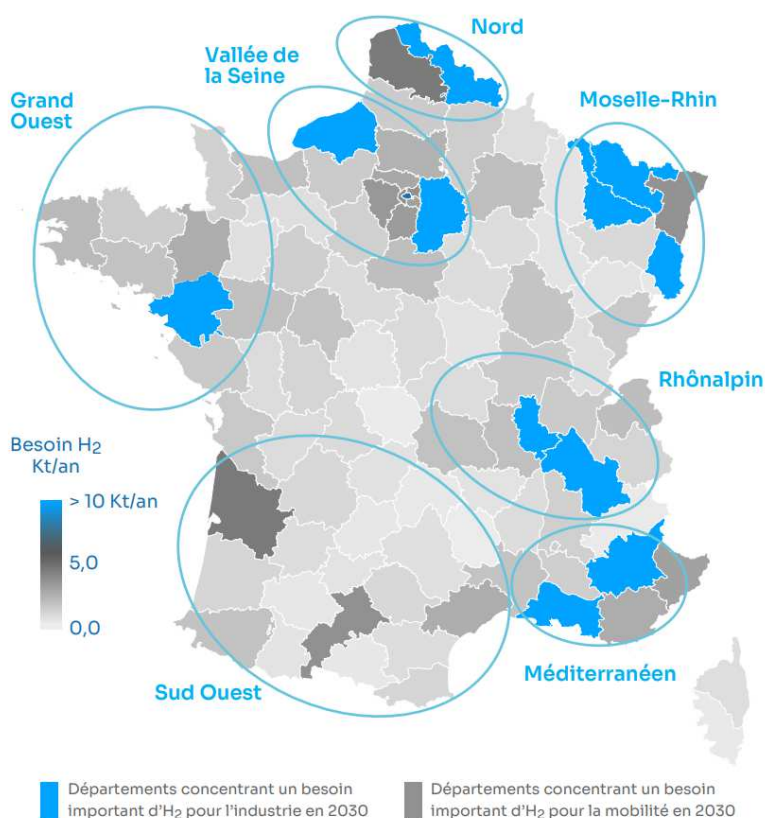 Nord
Vallée de
la Seine
Grand
Ouest
Moselle-Rhin
Rhônalpin
Besoin H₂
Kt/an
> 10 Kt/an
5,0
0,0
Sud Ouest
Méditerranéen
Départements concentrant un besoin
important d'H₂ pour l'industrie en 2030
Départements concentrant un besoin
important d'H₂ pour la mobilité en 2030